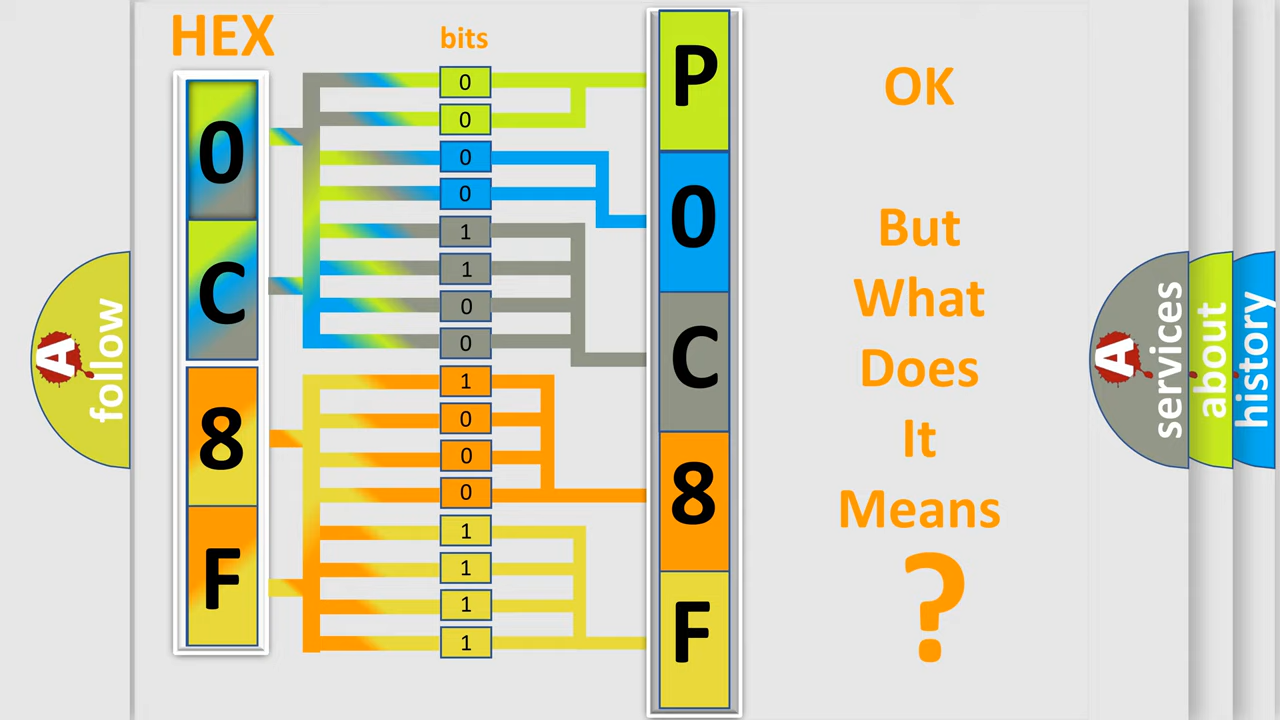 HEX
bits
0
C
8
F
0
0
0
0
1
1
0
0
1
0
0
0
1
1
1
1
P
0
C
8
F
OK
But
What
Does
It
Means
?
A
follow
A
services
about
history